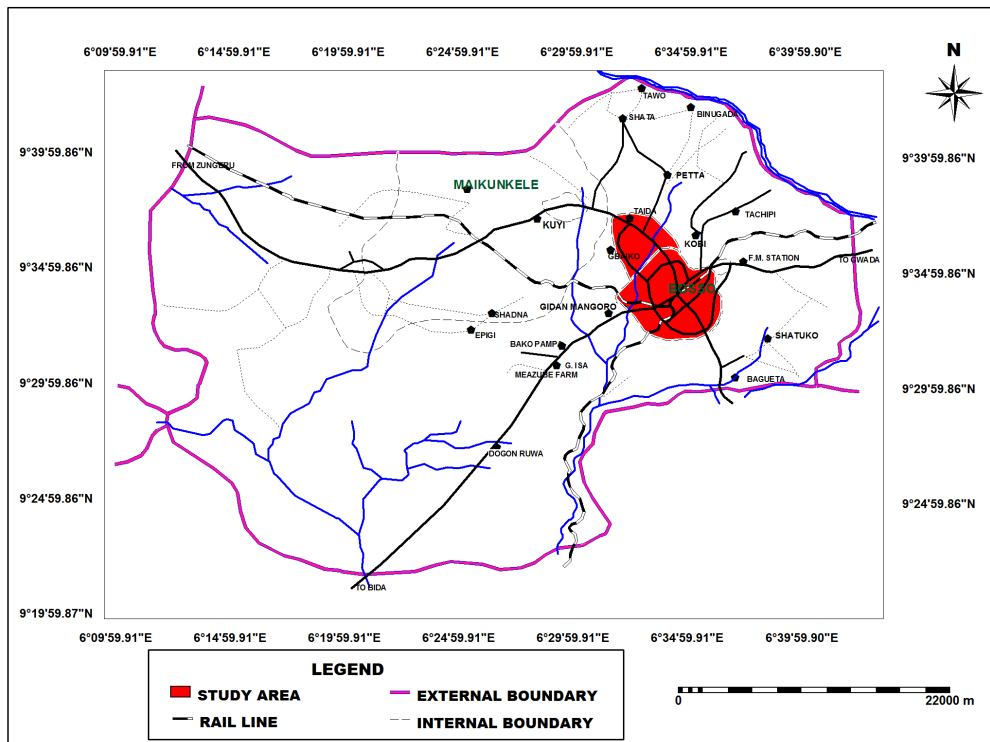 6°09'59.91"E 6°14'59.91"E 6°19'59.91"E 6°24'59.91"E 6°29'59.91"E 6°34'59.91"E 6°39'59.90"E
N
TAWO
BINUGADA
SHATA
9°39'59.86"N 9°39'59.86"N
FROM ZUNGERU
PETTA
MAIKUNKELE
TAIDA
TACHIPI
KUYI
KOBI
GBAIKO
F.M. STATION
TO GWADA
9°34'59.86"N 9°34'59.86"N
BOSSO
GIDAN MANGORO
SHADNA
EPIGI
SHATUKO
BAKO PAMPA
G. ISA
MEAZUBE FARM
BAGUETA
9°29'59.86"N 9°29'59.86"N
DOGON RUWA
9°24'59.86"N 9°24'59.86"N
TO BIDA
9°19'59.87"N
6°09'59.91"E 6°14'59.91"E 6°19'59.91"E 6°24'59.91"E 6°29'59.91"E 6°34'59.91"E 6°39'59.90"E
LEGEND
STUDY AREA EXTERNAL BOUNDARY
RAIL LINE INTERNAL BOUNDARY
0 22000 m